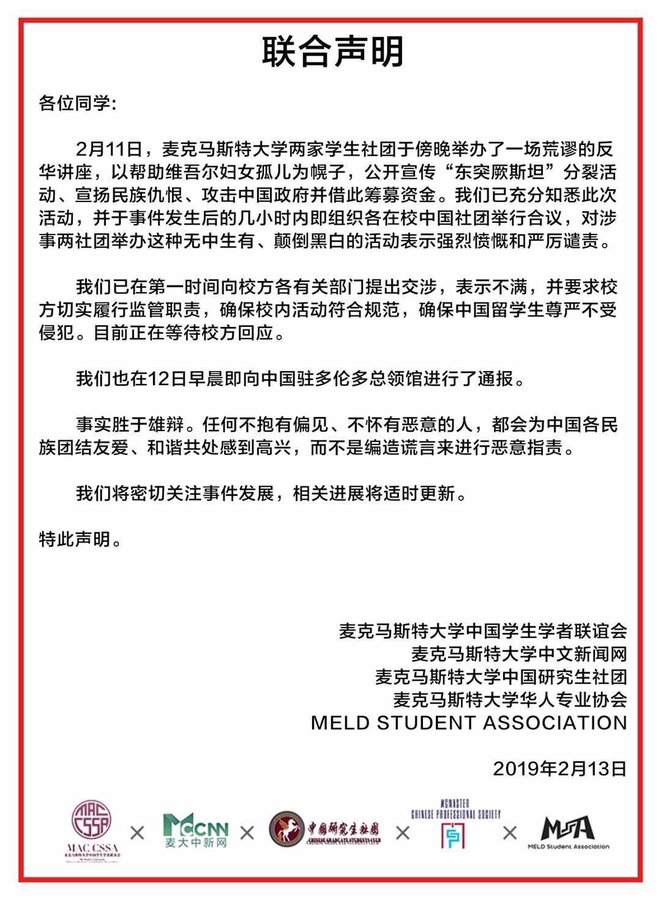 联合声明
各位同学:
2月11日，麦克马斯特大学两家学生社团于傍晚举办了一场荒谬的反
华讲座，以帮助维吾尔妇女孤儿为幌子，公开宣传“东突厥斯坦”分裂活
动、宣扬民族仇恨、攻击中国政府并借此筹募资金。我们已充分知悉此次
活动，并于事件发生后的几小时内即组织各在校中国社团举行合议，对涉
事两社团举办这种无中生有、颠倒黑白的活动表示强烈愤慨和严厉谴责。
我们已在第一时间向校方各有关部门提出交涉，表示不满，并要求校
方切实履行监管职责，确保校内活动符合规范，确保中国留学生尊严不受
侵犯。目前正在等待校方回应。
我们也在12日早晨即向中国驻多伦多总领馆进行了通报。
事实胜于雄辩。任何不抱有偏见、不怀有恶意的人，都会为中国各民
族团结友爱、和谐共处感到高兴，而不是编造谎言来进行恶意指责。
我们将密切关注事件发展，相关进展将适时更新。
特此声明。
麦克马斯特大学中国学生学者联谊会
麦克马斯特大学中文新闻网
麦克马斯特大学中国研究生社团
麦克马斯特大学华人专业协会
MELD STUDENT ASSOCIATION
2019年2月13日
MAC CSSA
MAC CSSA
×
MCCNN
麦大中新网
×
中国研究生社团
CHINESE GRADUATE STUDENTS CLUB
×
MCMASTER
CHINESE PROFESSIONAL SOCIETY
×
MSA
MELD Student Association